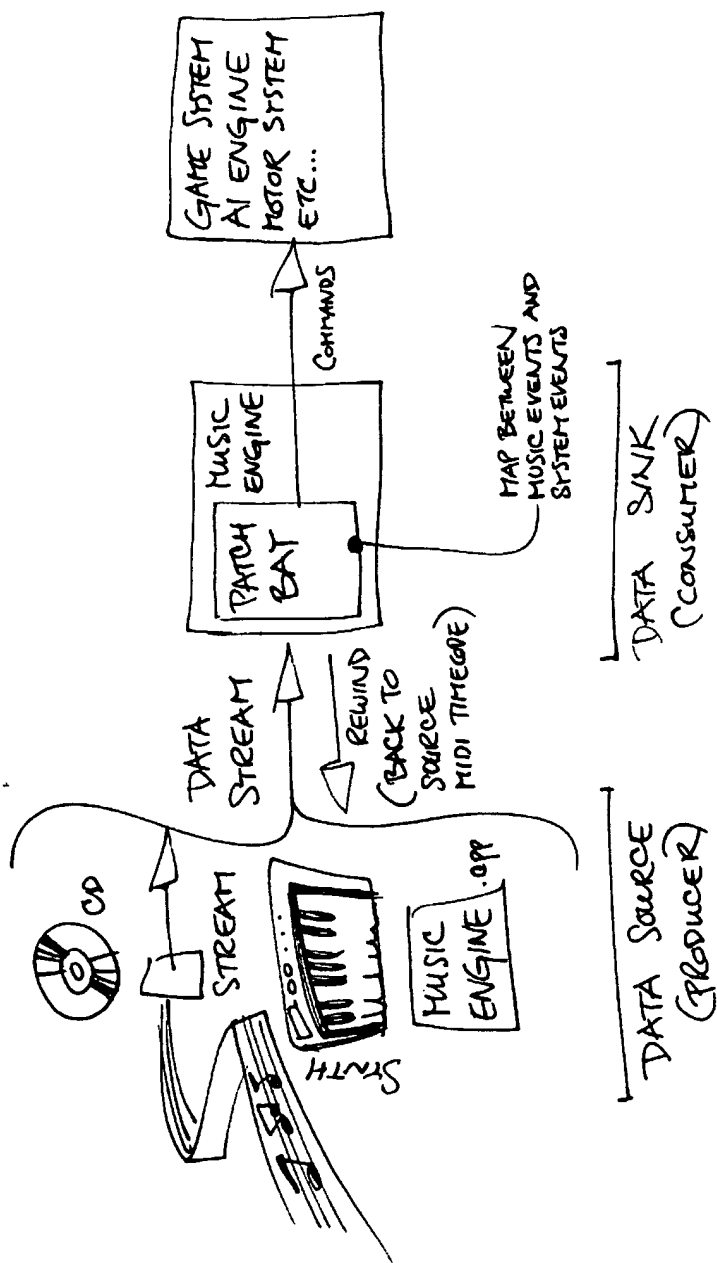 CD
STREAM
SYNTH
MUSIC
ENGINE .app
DATA SOURCE
(PRODUCER)
DATA
STREAM
REWIND
(BACK TO
SOURCE
MIDI TIMECODE)
MUSIC
ENGINE
PATCH
BAY
MAP BETWEEN
MUSIC EVENTS AND
SYSTEM EVENTS
DATA SINK
(CONSUMER)
COMMANDS
GAME SYSTEM
AI ENGINE
MOTOR SYSTEM
ETC...